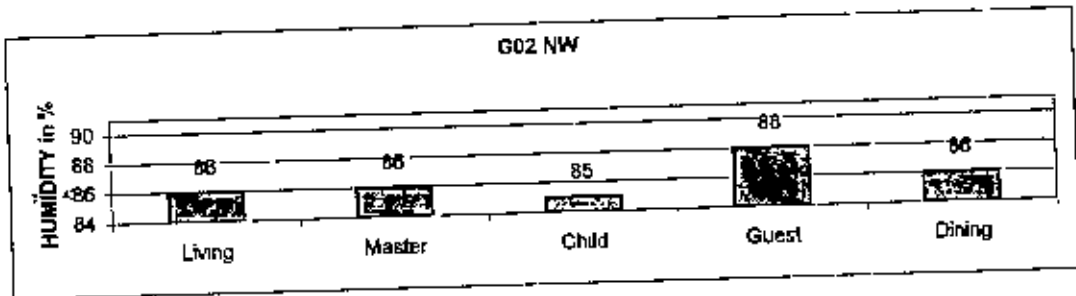 G02 NW
HUMIDITY in %
90
88
86
84
86
86
85
88
86
Living
Master
Child
Guest
Dining